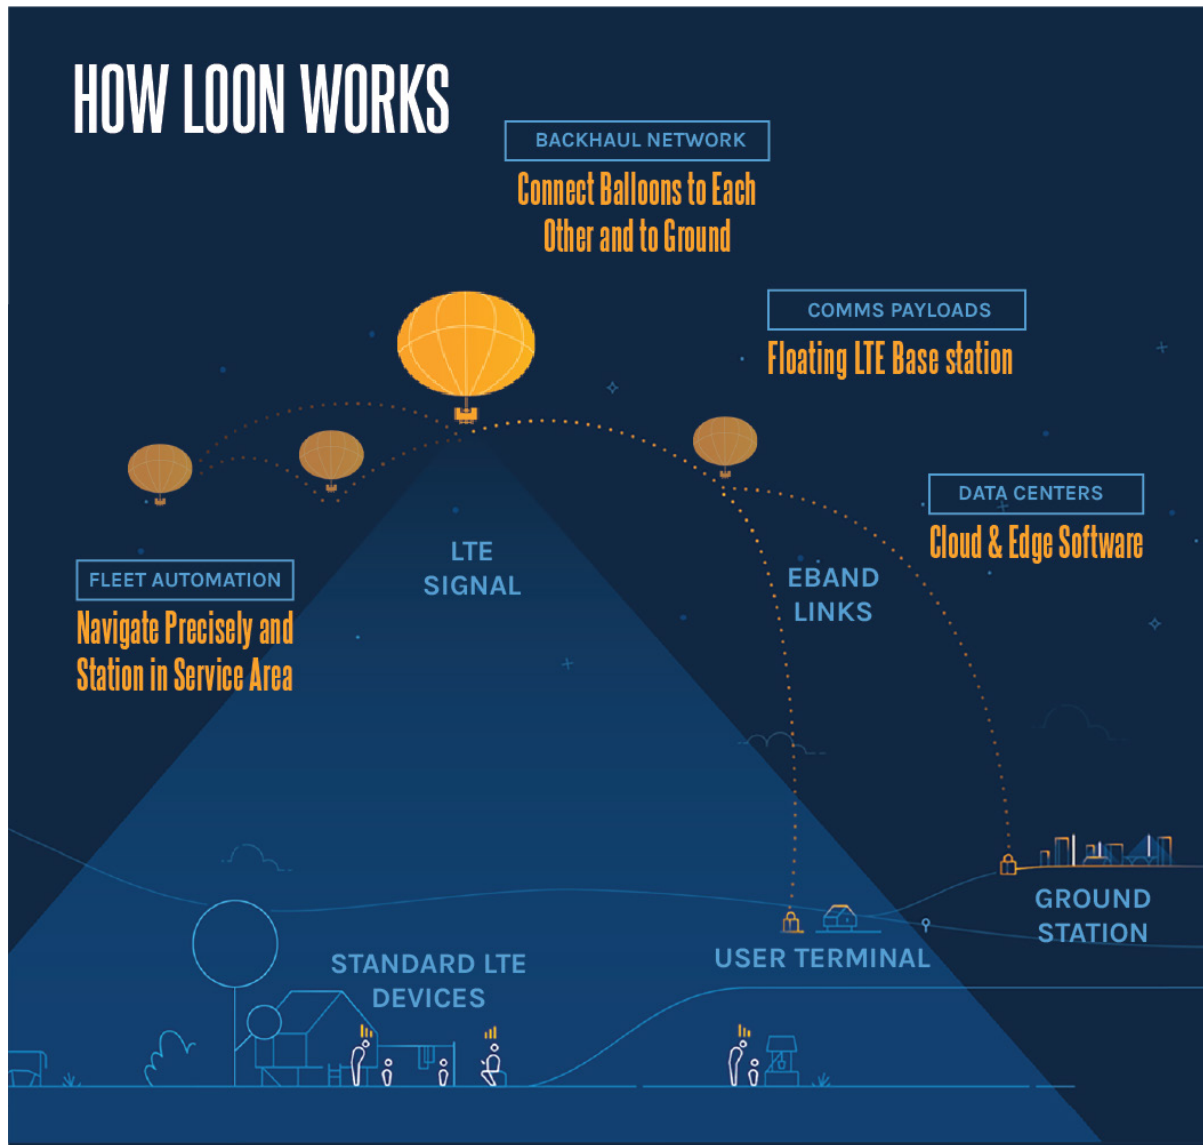 HOW LOON WORKS
BACKHAUL NETWORK
Connect Balloons to Each
Other and to Ground
COMMS PAYLOADS
Floating LTE Base station
DATA CENTERS
Cloud & Edge Software
LTE
SIGNAL
EBAND
LINKS
FLEET AUTOMATION
Navigate Precisely and
Station in Service Area
GROUND
STATION
USER TERMINAL
STANDARD LTE
DEVICES